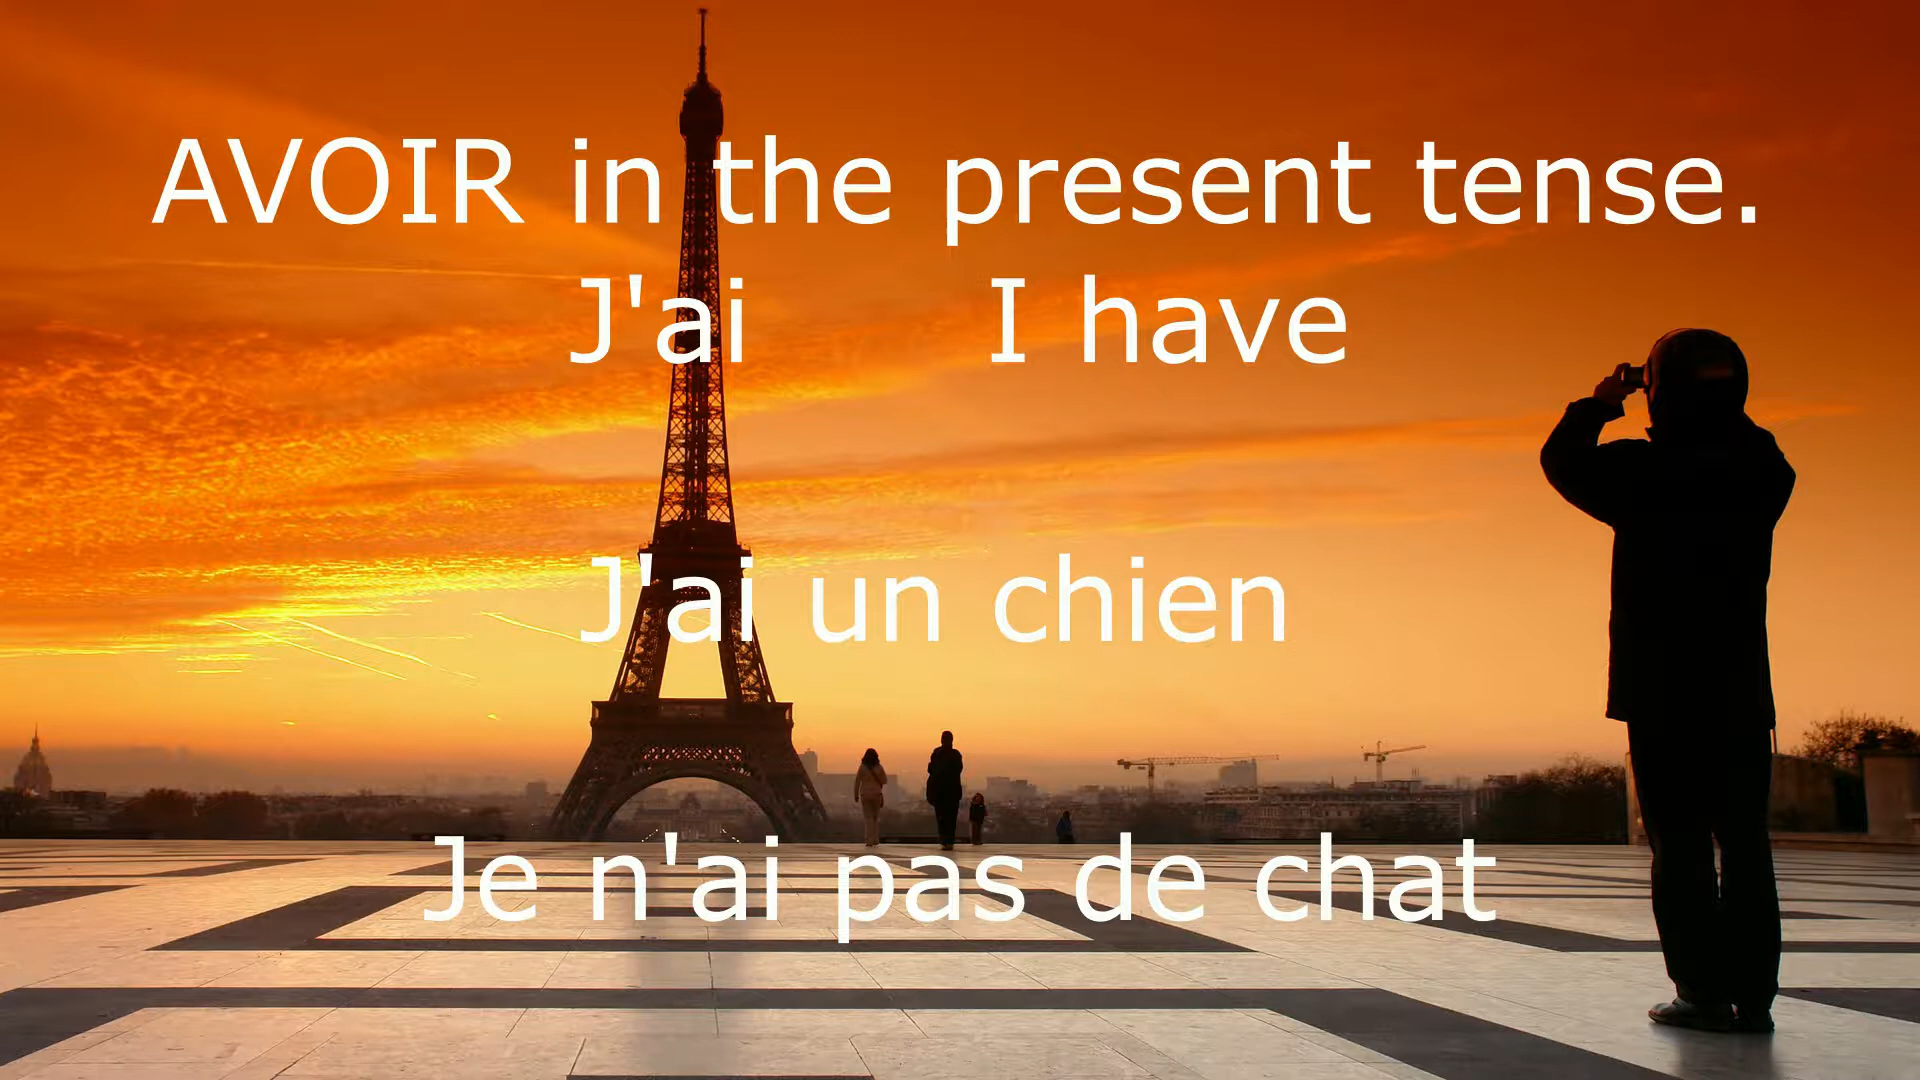 AVOIR in the present tense.
J'ai I have
J'ai un chien
Je n'ai pas de chat